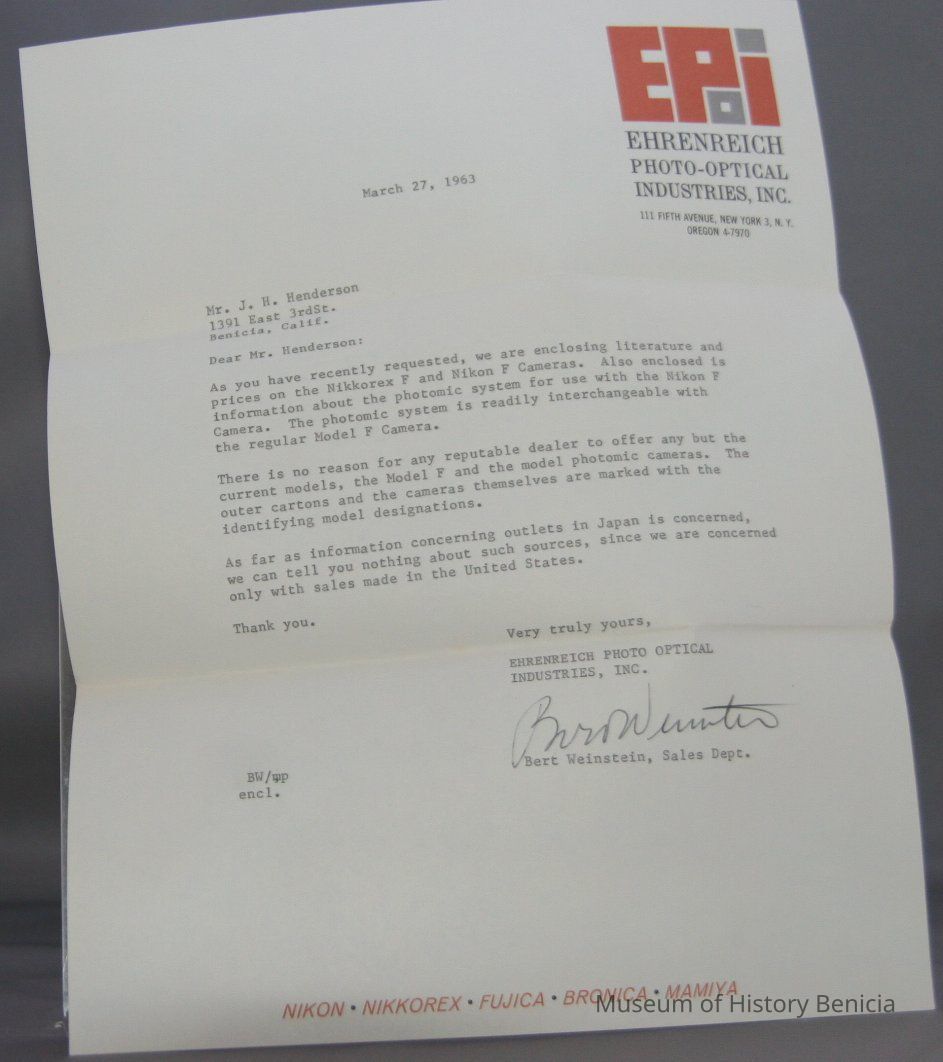 EPi
EHRENREICH
PHOTO-OPTICAL
INDUSTRIES, INC.
111 FIFTH AVENUE, NEW YORK 3, N. Y.
OREGON 4-7970
March 27, 1963
Mr. J. H. Henderson
1391 East 3rdSt.
Benicia, Calif.
Dear Mr. Henderson:
As you have recently requested, we are enclosing literature and
prices on the Nikkorex F and Nikon F Cameras.  Also enclosed is
information about the photomic system for use with the Nikon F
Camera.  The photomic system is readily interchangeable with
the regular Model F Camera.
There is no reason for any reputable dealer to offer any but the
current models, the Model F and the model photomic cameras.  The
outer cartons and the cameras themselves are marked with the
identifying model designations.
As far as information concerning outlets in Japan is concerned,
we can tell you nothing about such sources, since we are concerned
only with sales made in the United States.
Thank you.
Very truly yours,
EHRENREICH PHOTO OPTICAL
INDUSTRIES, INC.
Bert Weinstein
Bert Weinstein, Sales Dept.
BW/mp
encl.
NIKON • NIKKOREX • FUJICA • BRONICA • MAMIYA
Museum of History Benicia